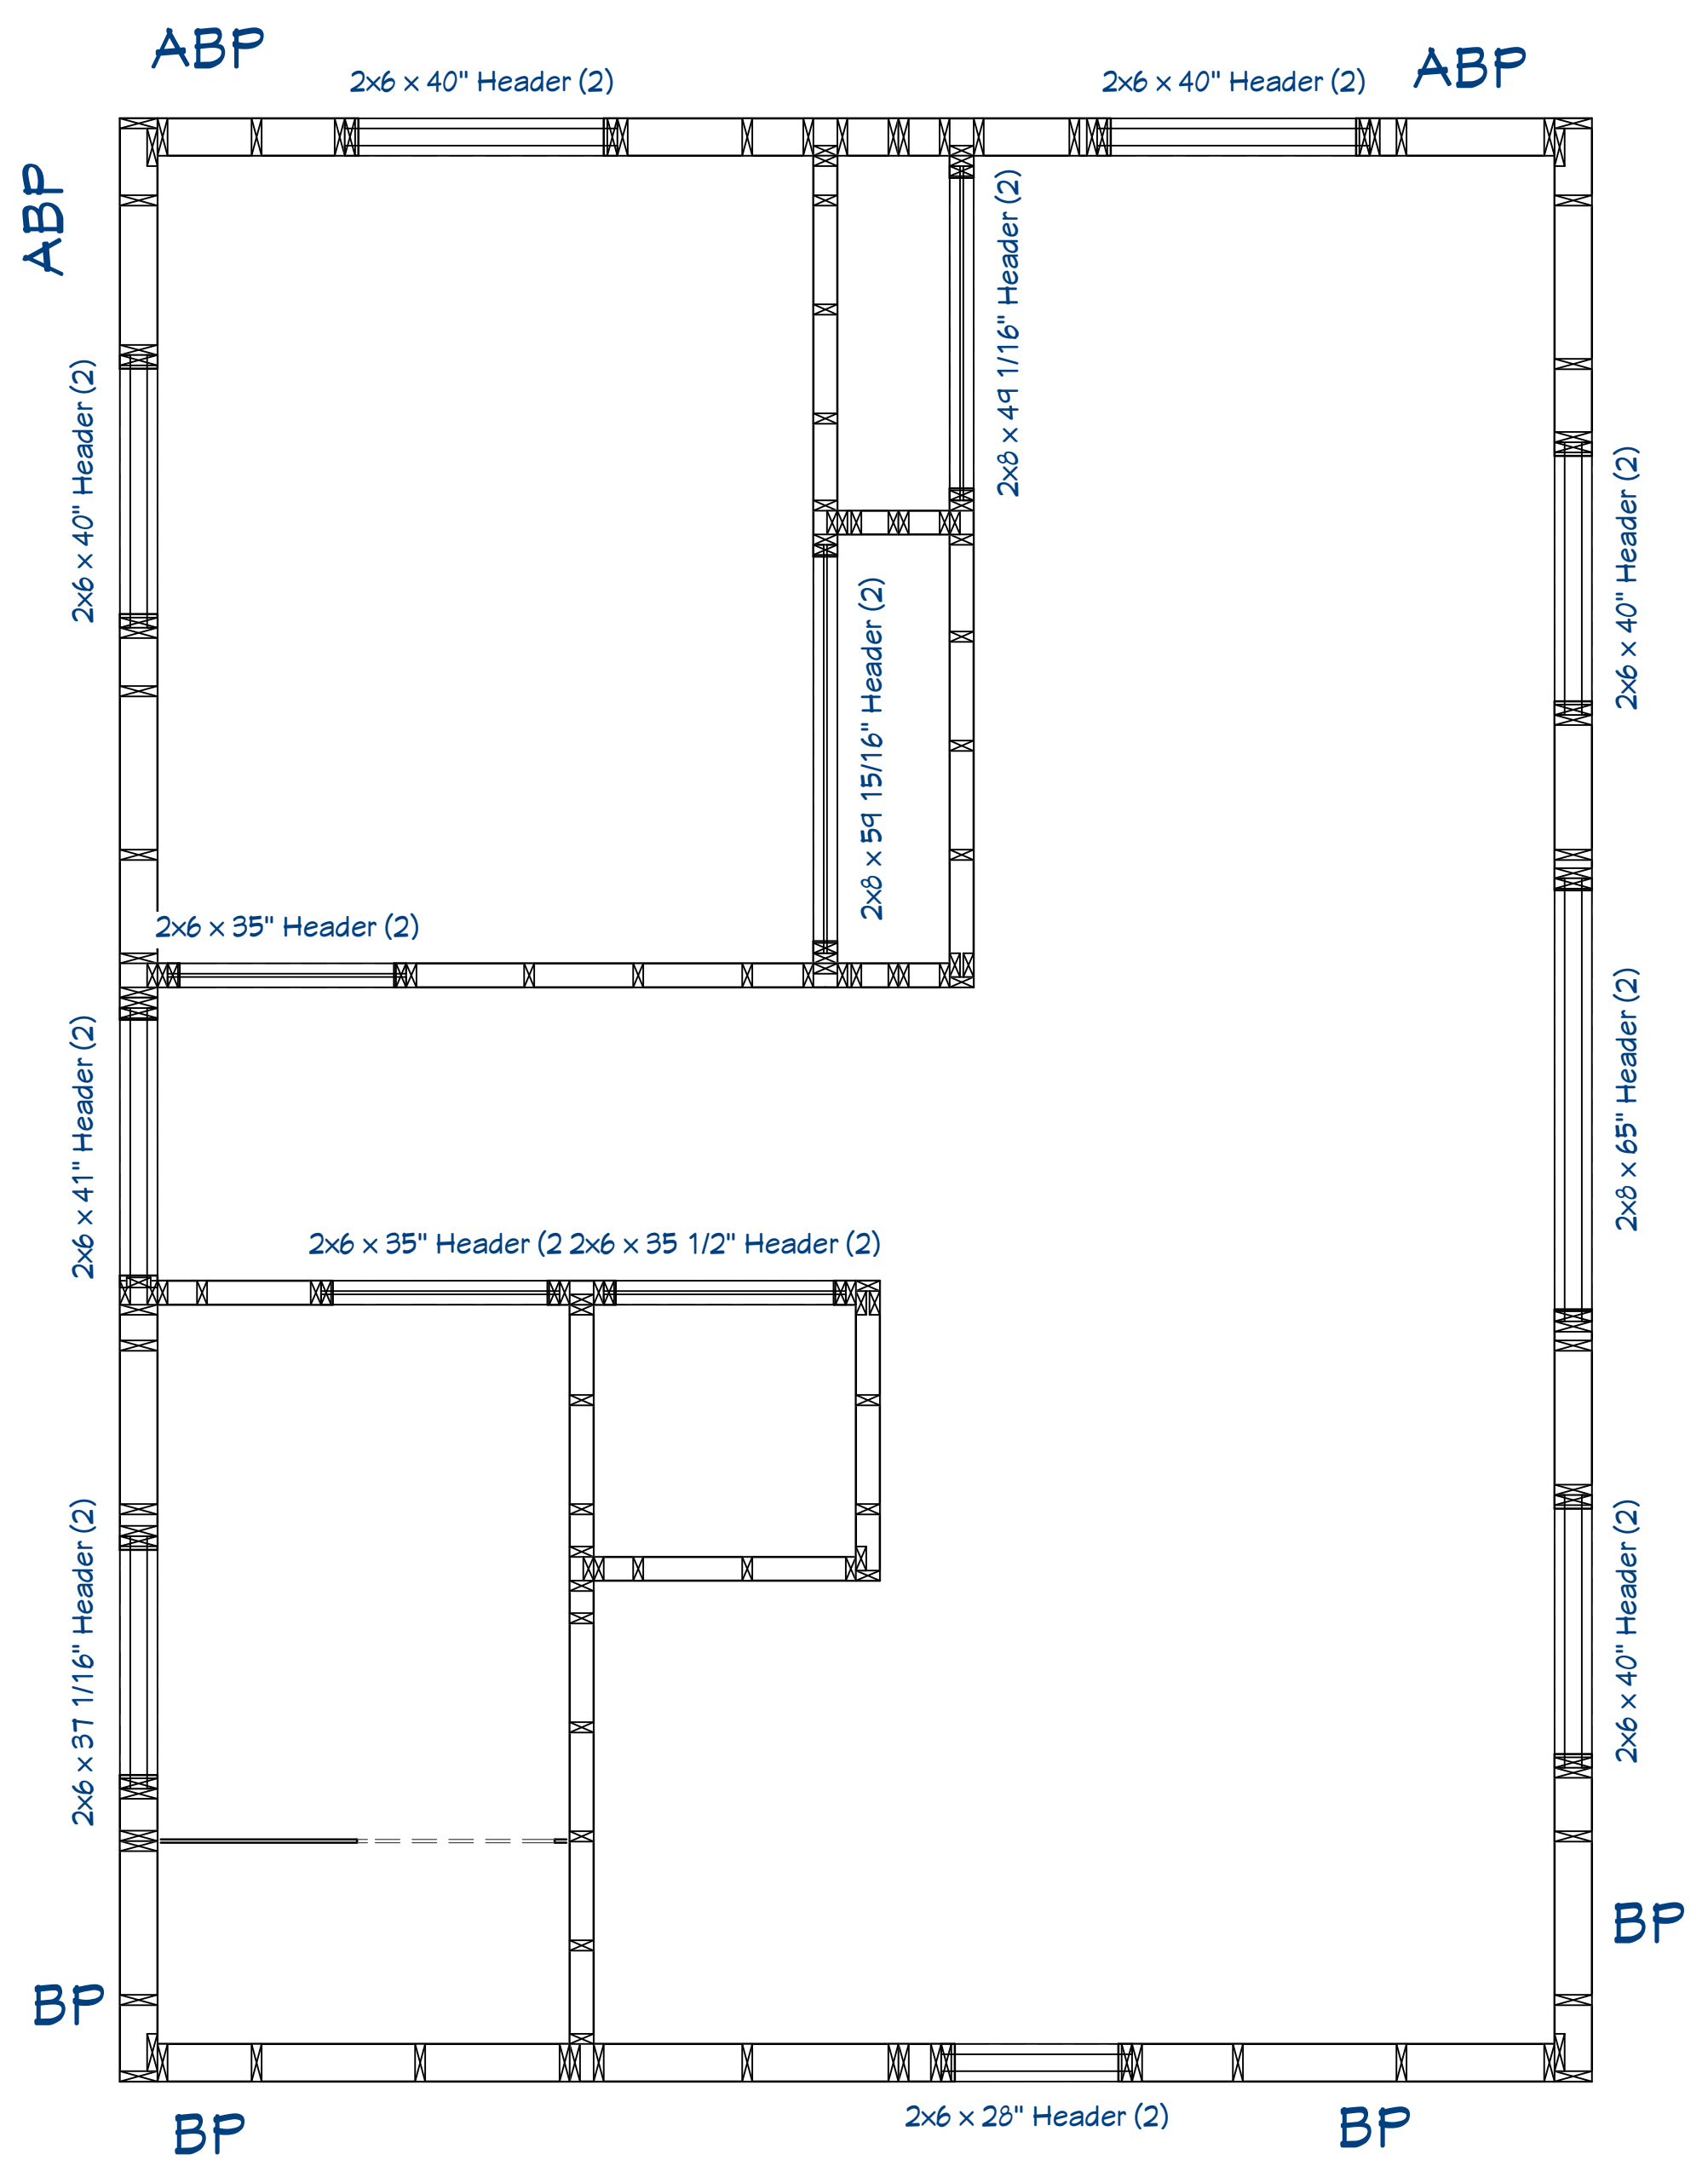 ABP
ABP
2x6 x 40" Header (2)
2x6 x 40" Header (2)
ABP
2x8 x 49 1/16" Header (2)
2x6 x 40" Header (2)
2x6 x 40" Header (2)
2x8 x 59 15/16" Header (2)
2x6 x 35" Header (2)
2x6 x 41" Header (2)
2x8 x 65" Header (2)
2x6 x 35" Header (2 2x6 x 35 1/2" Header (2)
2x6 x 37 1/16" Header (2)
2x6 x 40" Header (2)
BP
BP
2x6 x 28" Header (2)
BP
BP